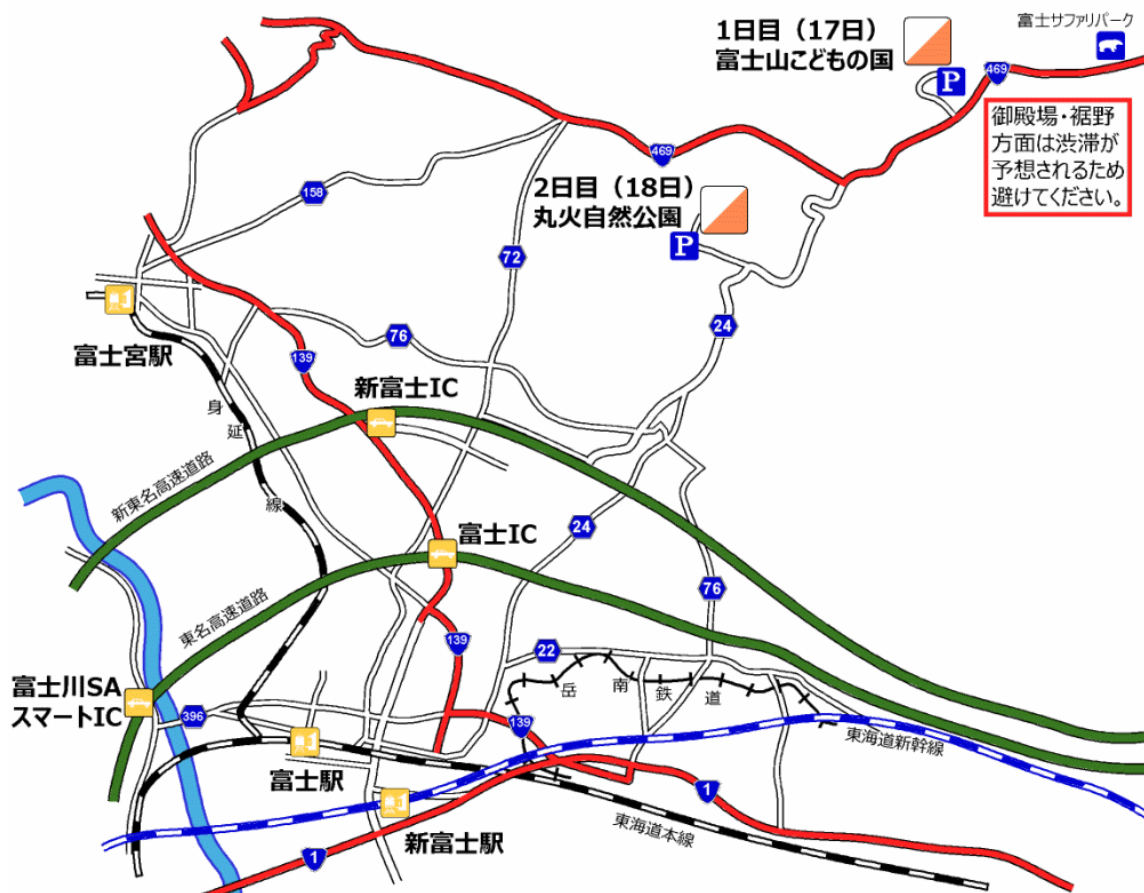 1日目（17日）
富士山こどもの国
P
富士サファリパーク
469
御殿場・裾野
方面は渋滞が
予想されるため
避けてください。
469
2日目（18日）
丸火自然公園
P
158
72
24
76
139
富士宮駅
新富士IC
身延線
新東名高速道路
富士IC
24
76
東名高速道路
139
22
岳南鉄道
富士川SA
スマートIC
396
139
東海道新幹線
富士駅
1
新富士駅
東海道本線
1